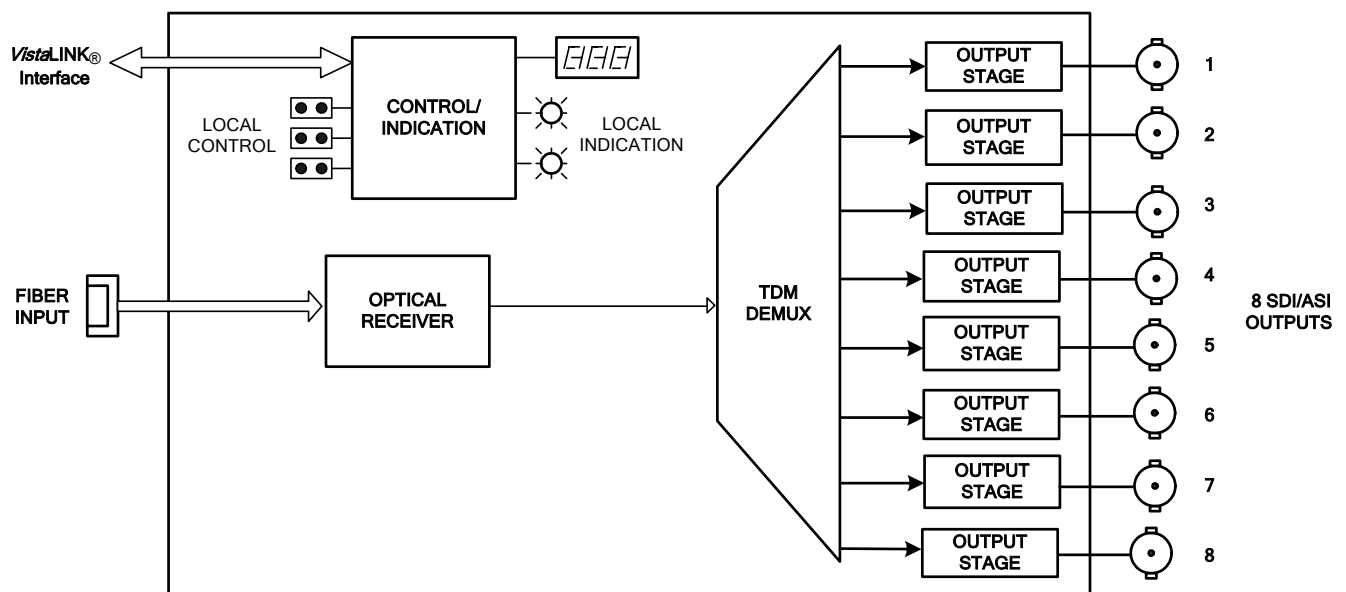 VistaLINK®
Interface
LOCAL
CONTROL
CONTROL/
INDICATION
LOCAL
INDICATION
FIBER
INPUT
OPTICAL
RECEIVER
TDM
DEMUX
OUTPUT
STAGE
1
OUTPUT
STAGE
2
OUTPUT
STAGE
3
OUTPUT
STAGE
4
OUTPUT
STAGE
5
OUTPUT
STAGE
6
OUTPUT
STAGE
7
OUTPUT
STAGE
8
8 SDI/ASI
OUTPUTS